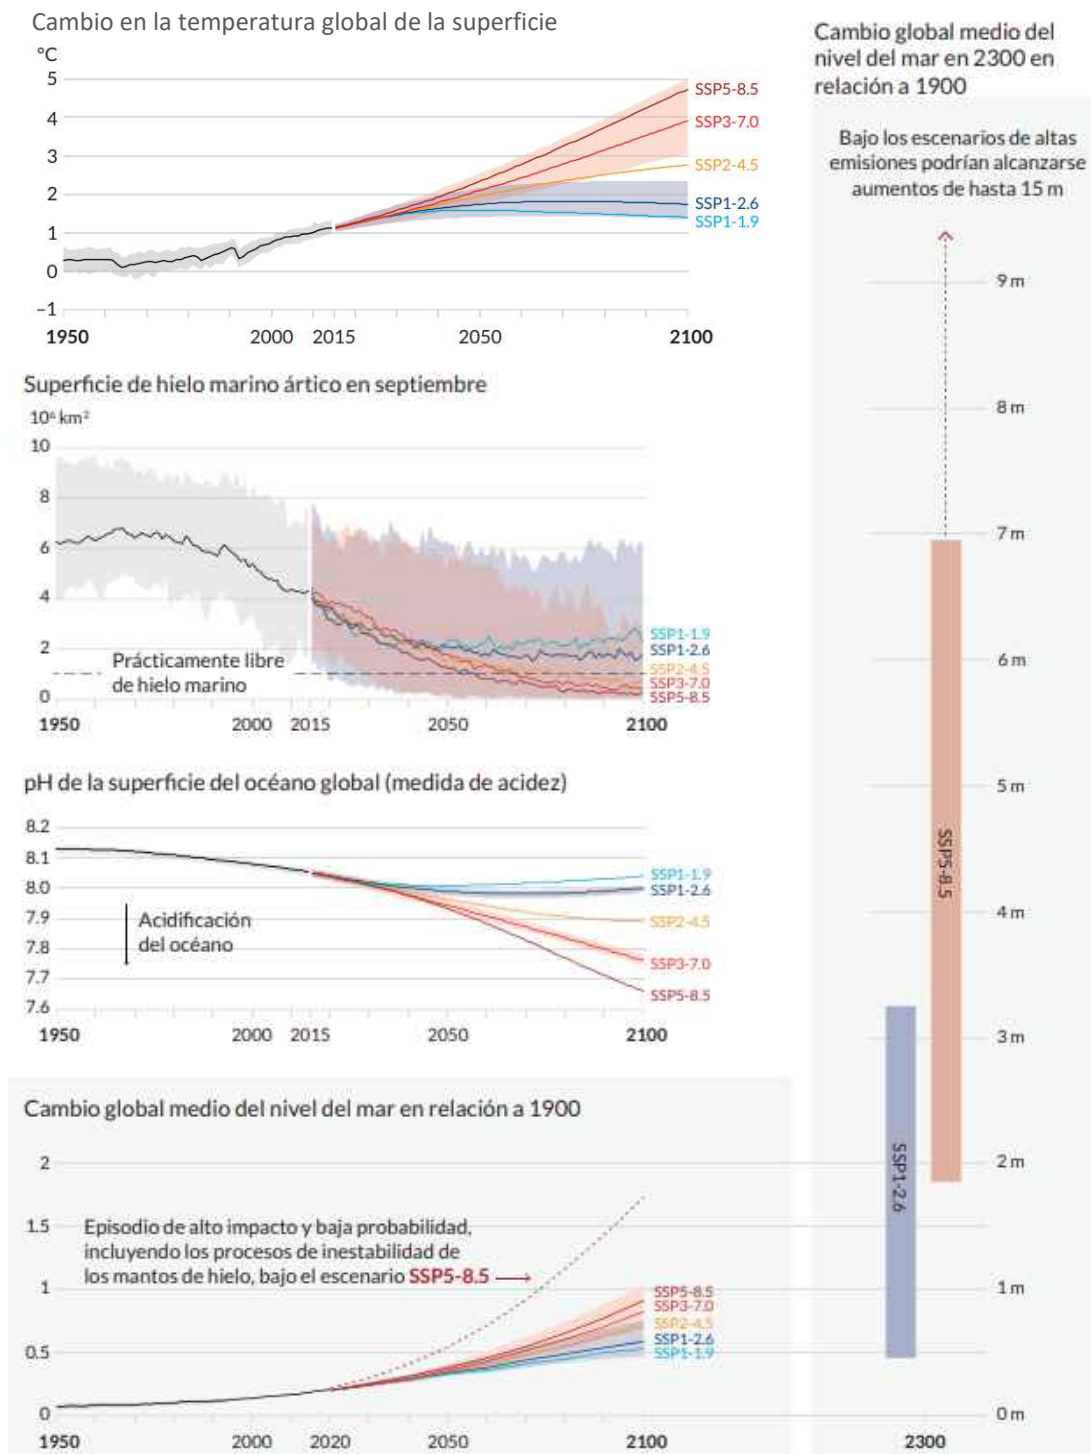 Cambio en la temperatura global de la superficie
°C
5
4
3
2
1
0
−1
1950
2000
2015
2050
2100
SSP5-8.5
SSP3-7.0
SSP2-4.5
SSP1-2.6
SSP1-1.9
Superficie de hielo marino ártico en septiembre
10⁶ km²
10
8
6
4
2
0
Prácticamente libre
de hielo marino
1950
2000
2015
2050
2100
SSP1-1.9
SSP1-2.6
SSP2-4.5
SSP3-7.0
SSP5-8.5
pH de la superficie del océano global (medida de acidez)
8.2
8.1
8.0
7.9
7.8
7.7
7.6
Acidificación
del océano
1950
2000
2015
2050
2100
SSP1-1.9
SSP1-2.6
SSP2-4.5
SSP3-7.0
SSP5-8.5
Cambio global medio del nivel del mar en relación a 1900
2
1.5
1
0.5
0
Episodio de alto impacto y baja probabilidad,
incluyendo los procesos de inestabilidad de
los mantos de hielo, bajo el escenario SSP5-8.5
1950
2000
2020
2050
2100
SSP5-8.5
SSP3-7.0
SSP2-4.5
SSP1-2.6
SSP1-1.9
Cambio global medio del
nivel del mar en 2300 en
relación a 1900
Bajo los escenarios de altas
emisiones podrían alcanzarse
aumentos de hasta 15 m
9 m
8 m
7 m
6 m
5 m
4 m
3 m
2 m
1 m
0 m
SSP5-8.5
SSP1-2.6
2300